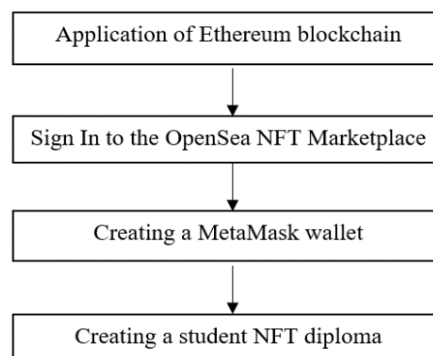 Application of Ethereum blockchain
Sign In to the OpenSea NFT Marketplace
Creating a MetaMask wallet
Creating a student NFT diploma